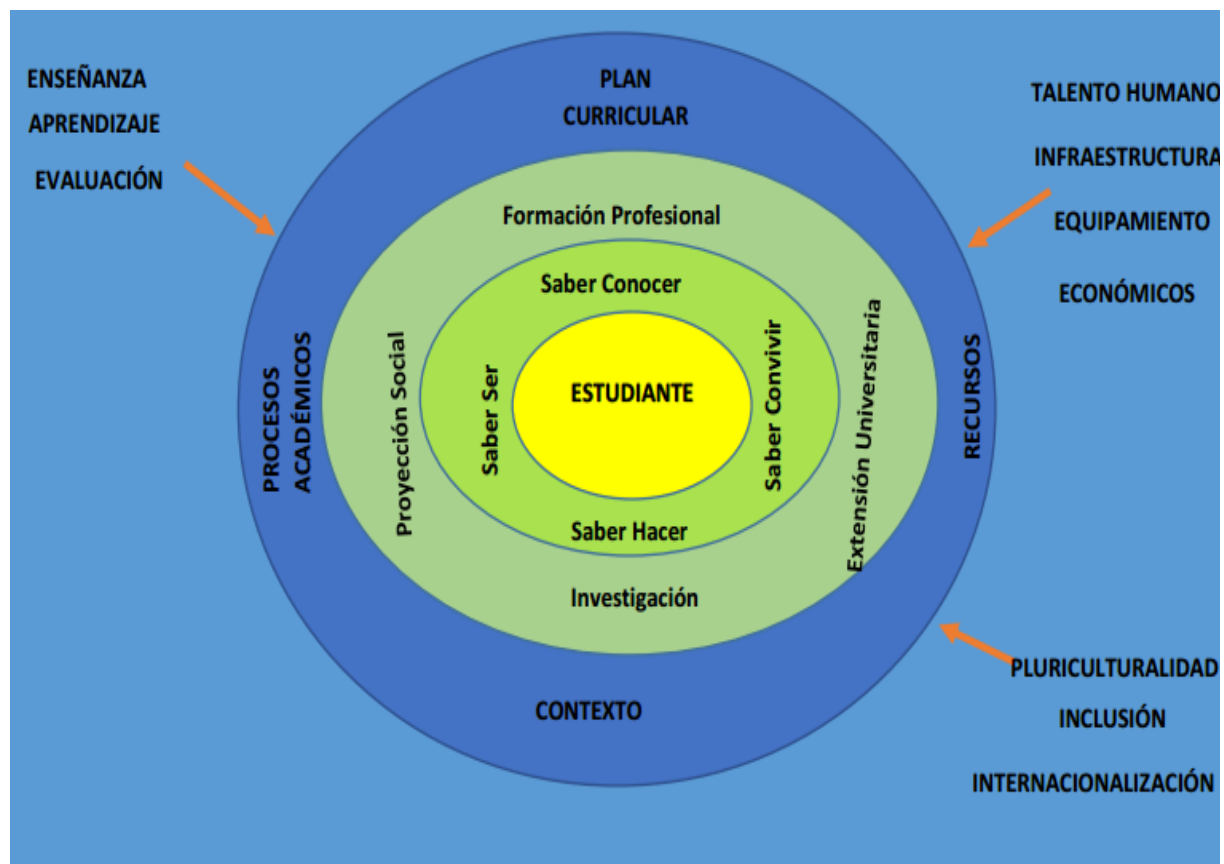 ENSEÑANZA
APRENDIZAJE
EVALUACIÓN
PLAN
CURRICULAR
TALENTO HUMANO
INFRAESTRUCTURA
EQUIPAMIENTO
ECONÓMICOS
Formación Profesional
Saber Conocer
PROCESOS
ACADÉMICOS
Proyección Social
Saber Ser
ESTUDIANTE
Saber Convivir
Extensión Universitaria
RECURSOS
Saber Hacer
Investigación
CONTEXTO
PLURICULTURALIDAD
INCLUSIÓN
INTERNACIONALIZACIÓN